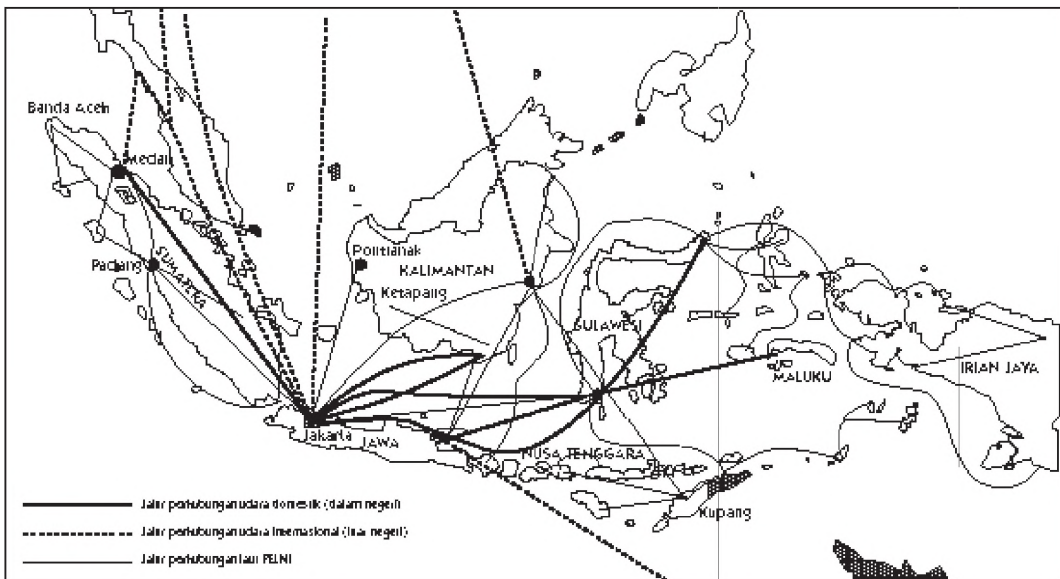 Banda Aceh
Medan
Padang
SUMATERA
Pontianak
KALIMANTAN
Ketapang
SULAWESI
MALUKU
IRIAN JAYA
Jakarta
JAWA
NUSA TENGGARA
Kupang
Jalur perhubungan udara domestik (dalam negeri)
Jalur perhubungan udara internasional (luar negeri)
Jalur perhubungan laut PELNI